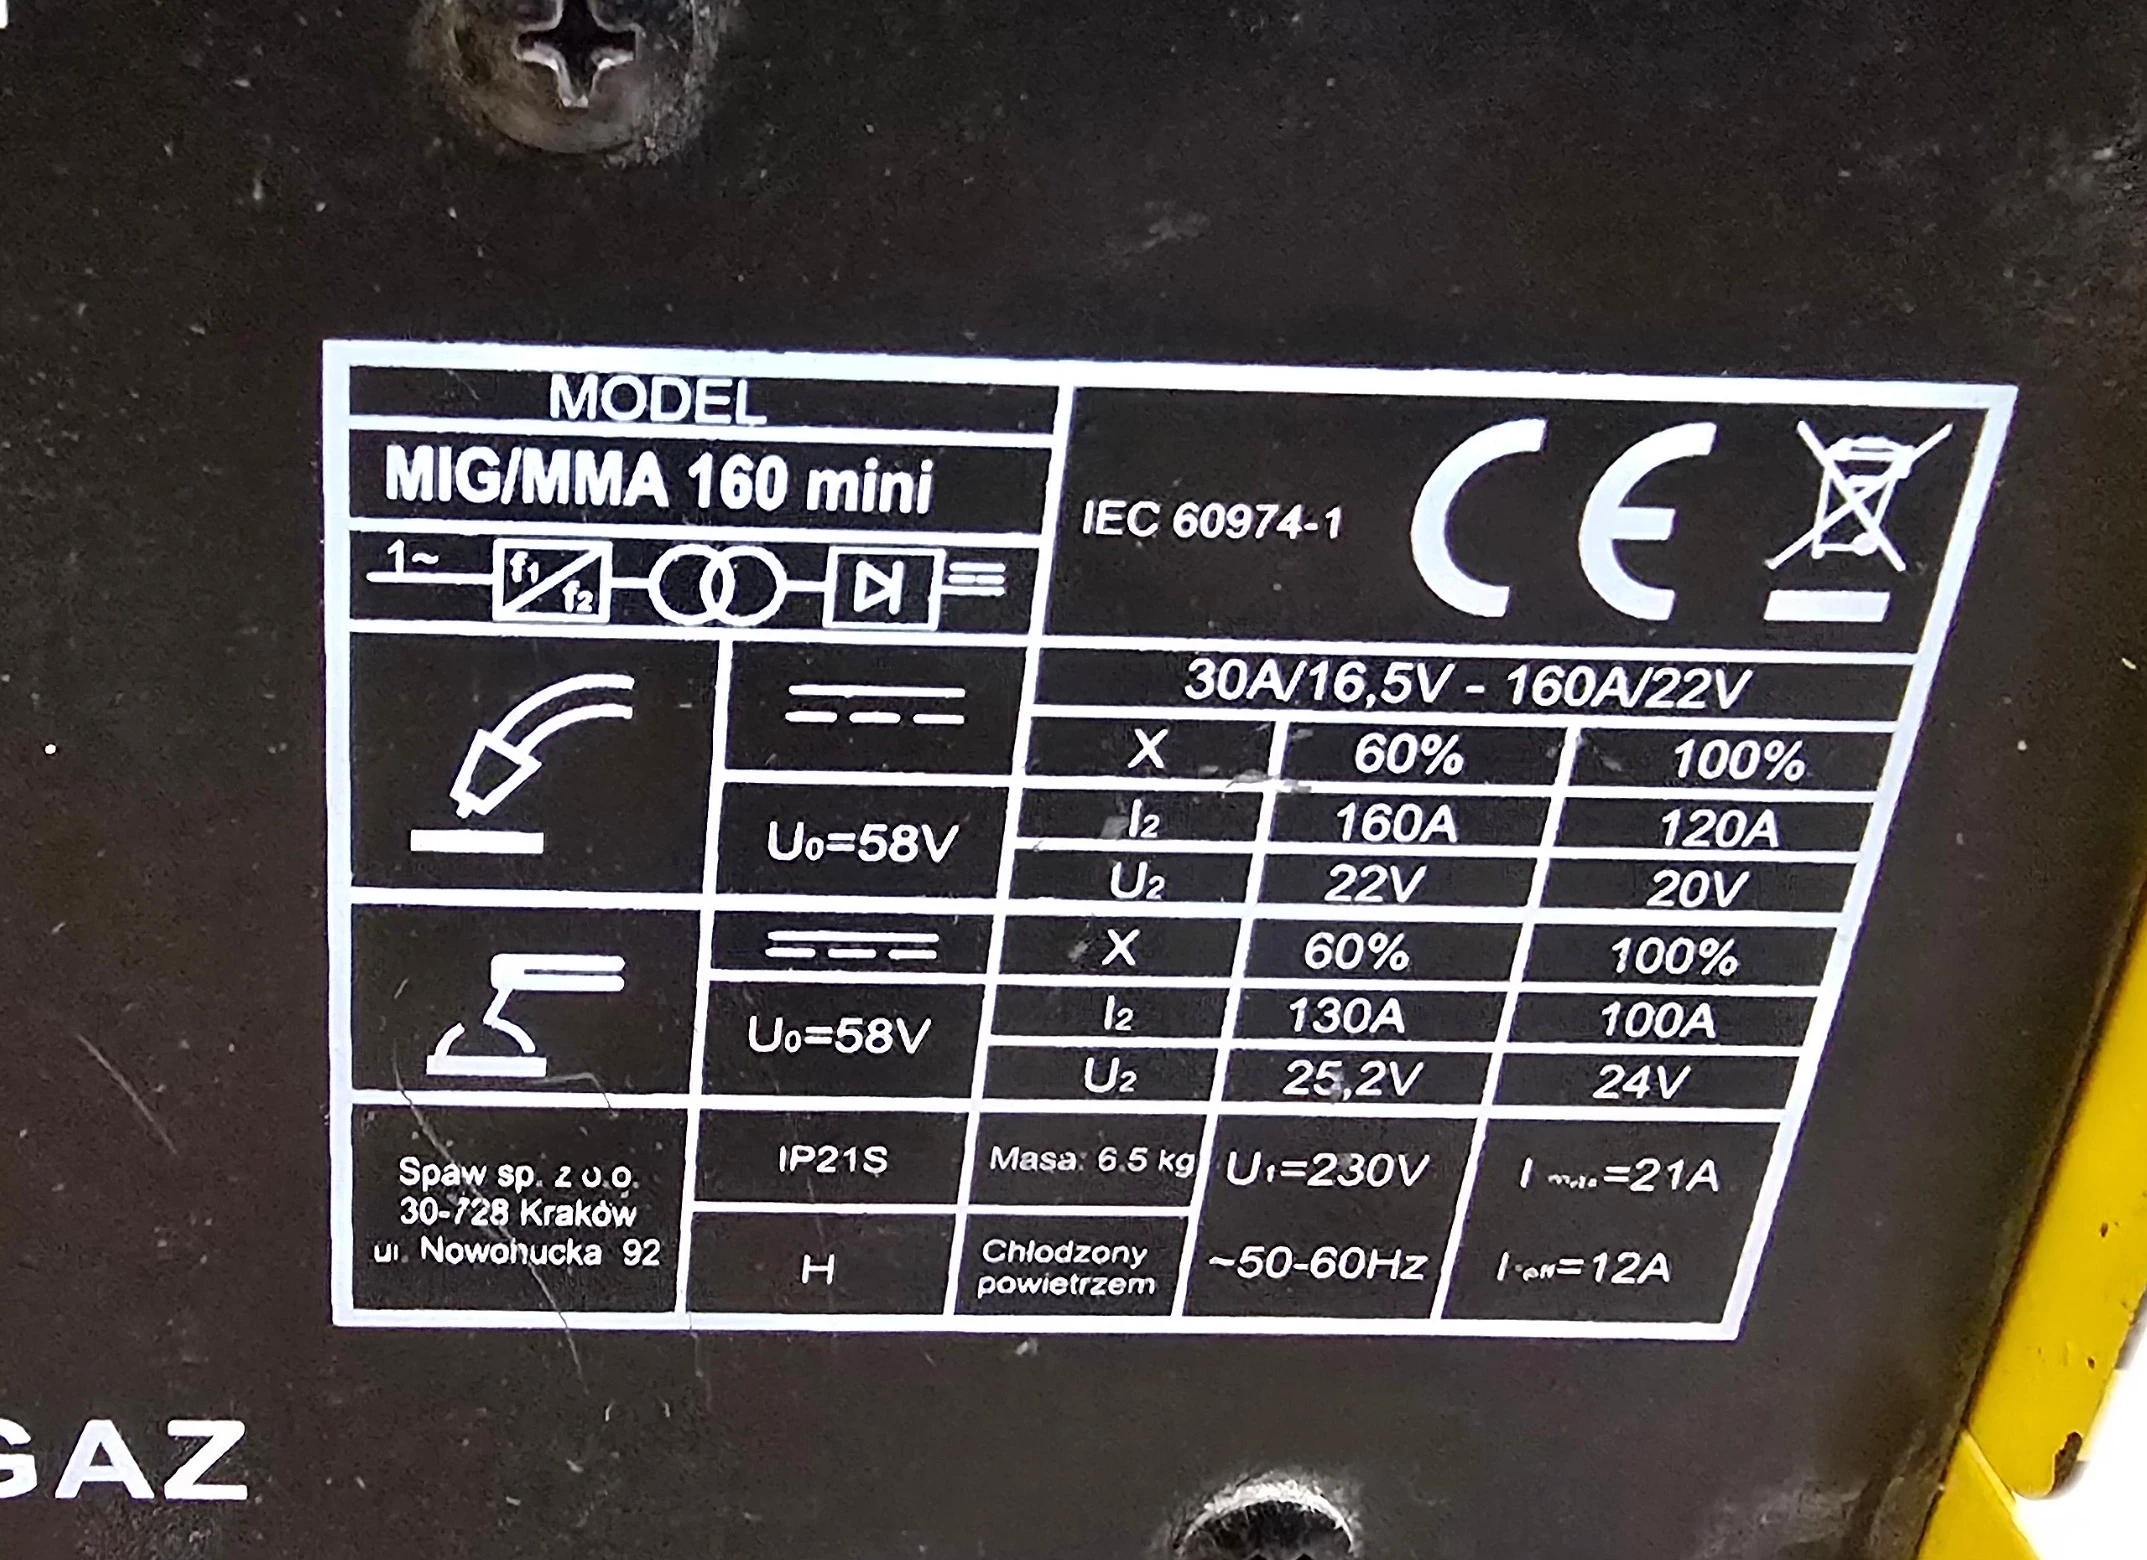 MODEL
MIG/MMA 160 mini
IEC 60974-1
CE
1~
f1
f2
30A/16,5V - 160A/22V
X 60% 100%
U0=58V
I2 160A 120A
U2 22V 20V
X 60% 100%
U0=58V
I2 130A 100A
U2 25,2V 24V
Spaw sp. z o.o.
30-728 Kraków
ul. Nowohucka 92
IP21S
H
Masa: 6.5 kg
Chłodzony
powietrzem
U1=230V
~50-60Hz
I =21A
I =12A
GAZ